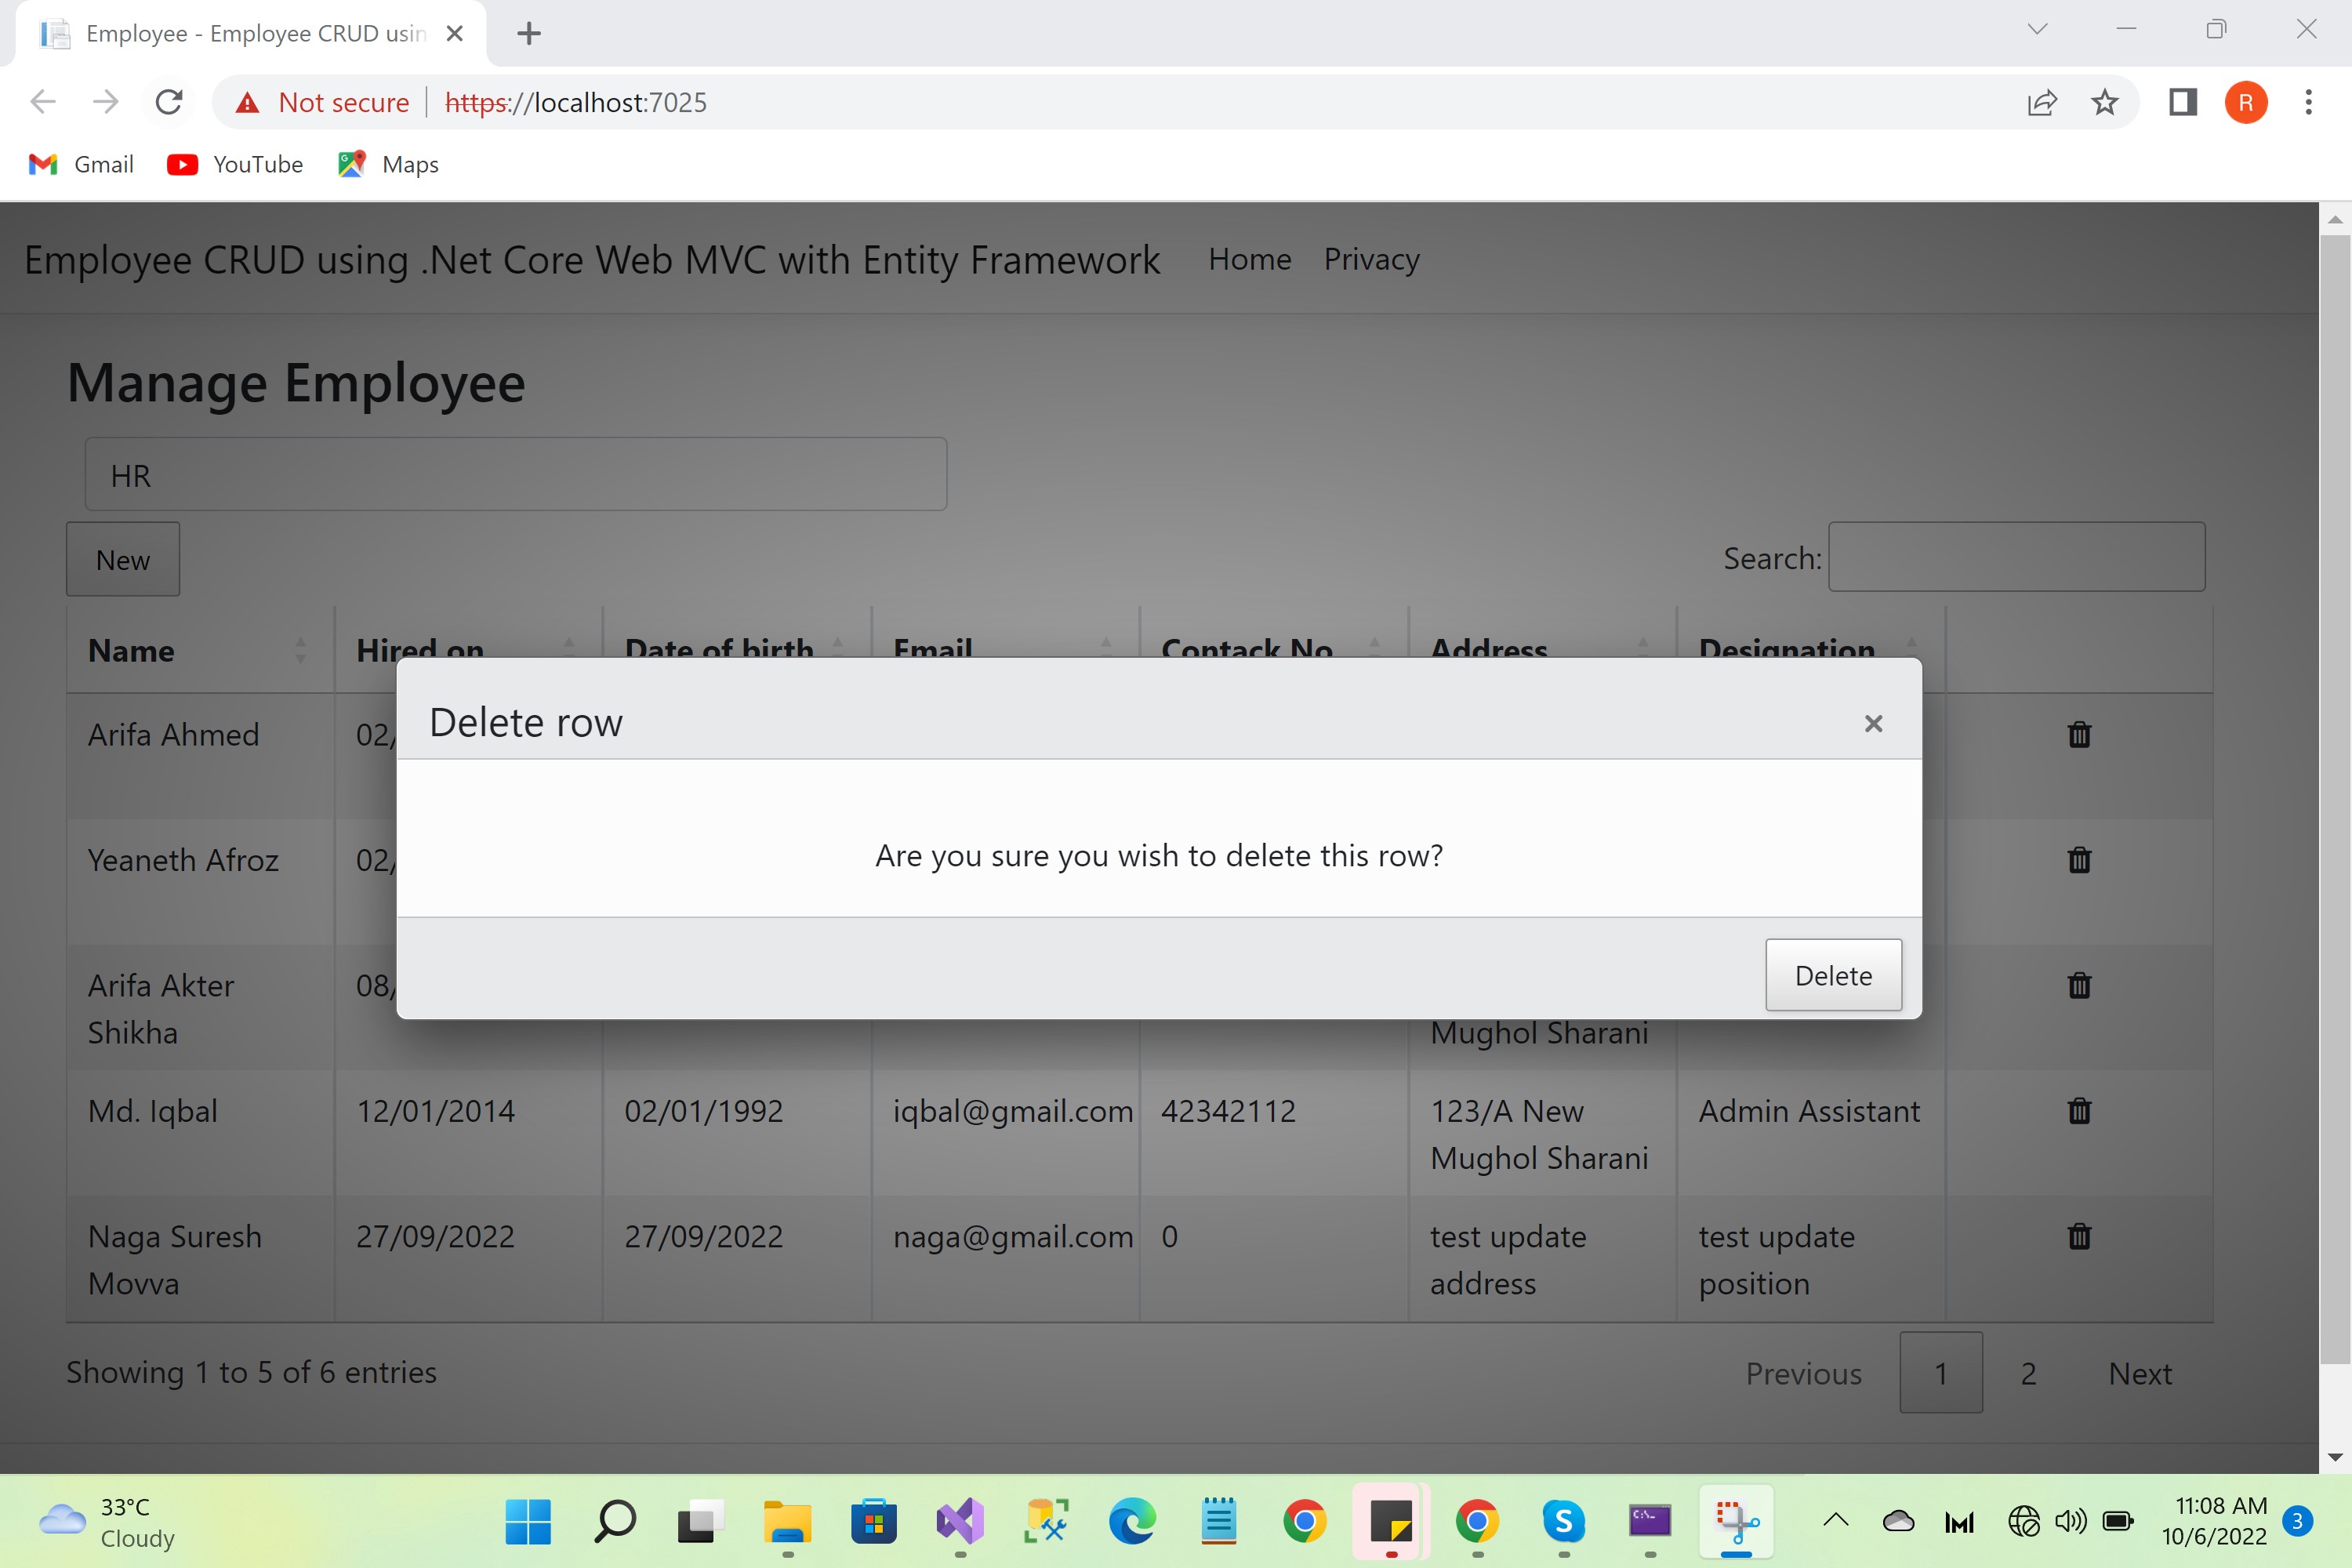 Employee - Employee CRUD usin
Not secure https://localhost:7025
R
Gmail YouTube Maps
Employee CRUD using .Net Core Web MVC with Entity Framework Home Privacy
Manage Employee
HR
New Search:
Name Hired on Date of birth Email Contack No Address Designation
Delete row
Arifa Ahmed 02/
Are you sure you wish to delete this row?
Yeaneth Afroz 02/
Delete
Arifa Akter 08/
Shikha Mughol Sharani
Md. Iqbal 12/01/2014 02/01/1992 iqbal@gmail.com 42342112 123/A New Admin Assistant
Mughol Sharani
Naga Suresh 27/09/2022 27/09/2022 naga@gmail.com 0 test update test update
Movva address position
Showing 1 to 5 of 6 entries Previous 1 2 Next
33°C
Cloudy
11:08 AM
10/6/2022
3